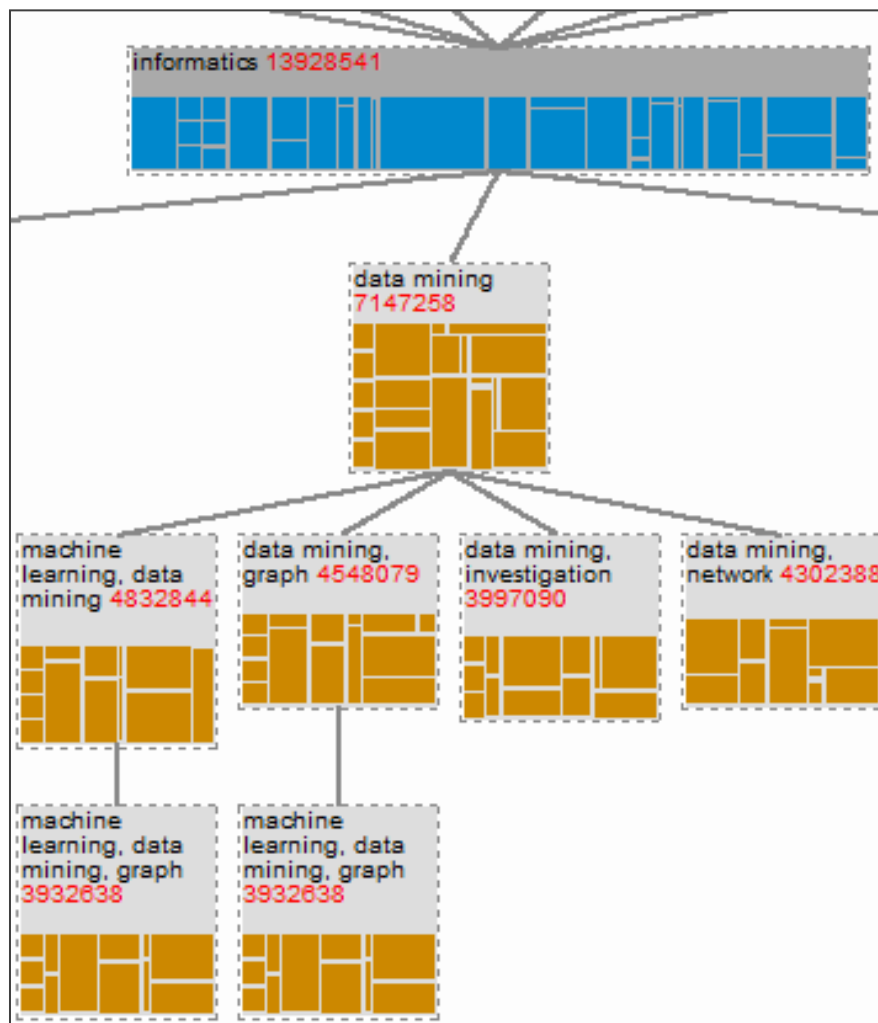 informatics 13928541
data mining
7147258
machine
learning, data
mining 4832844
data mining,
graph 4548079
data mining,
investigation
3997090
data mining,
network 4302388
machine
learning, data
mining, graph
3932638
machine
learning, data
mining, graph
3932638